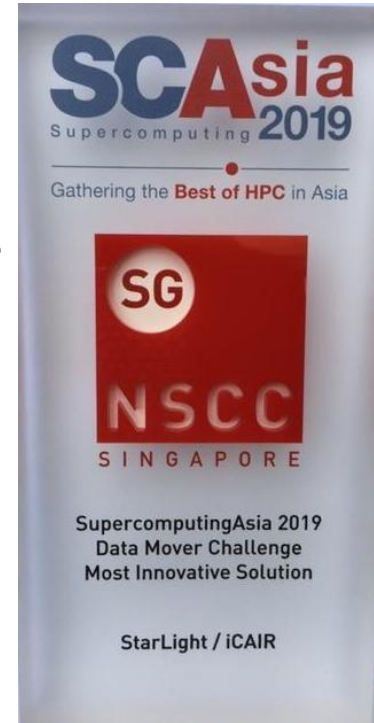 SCAsia
Supercomputing 2019
Gathering the Best of HPC in Asia
SG
NSCC
SINGAPORE
SupercomputingAsia 2019
Data Mover Challenge
Most Innovative Solution
StarLight / iCAIR